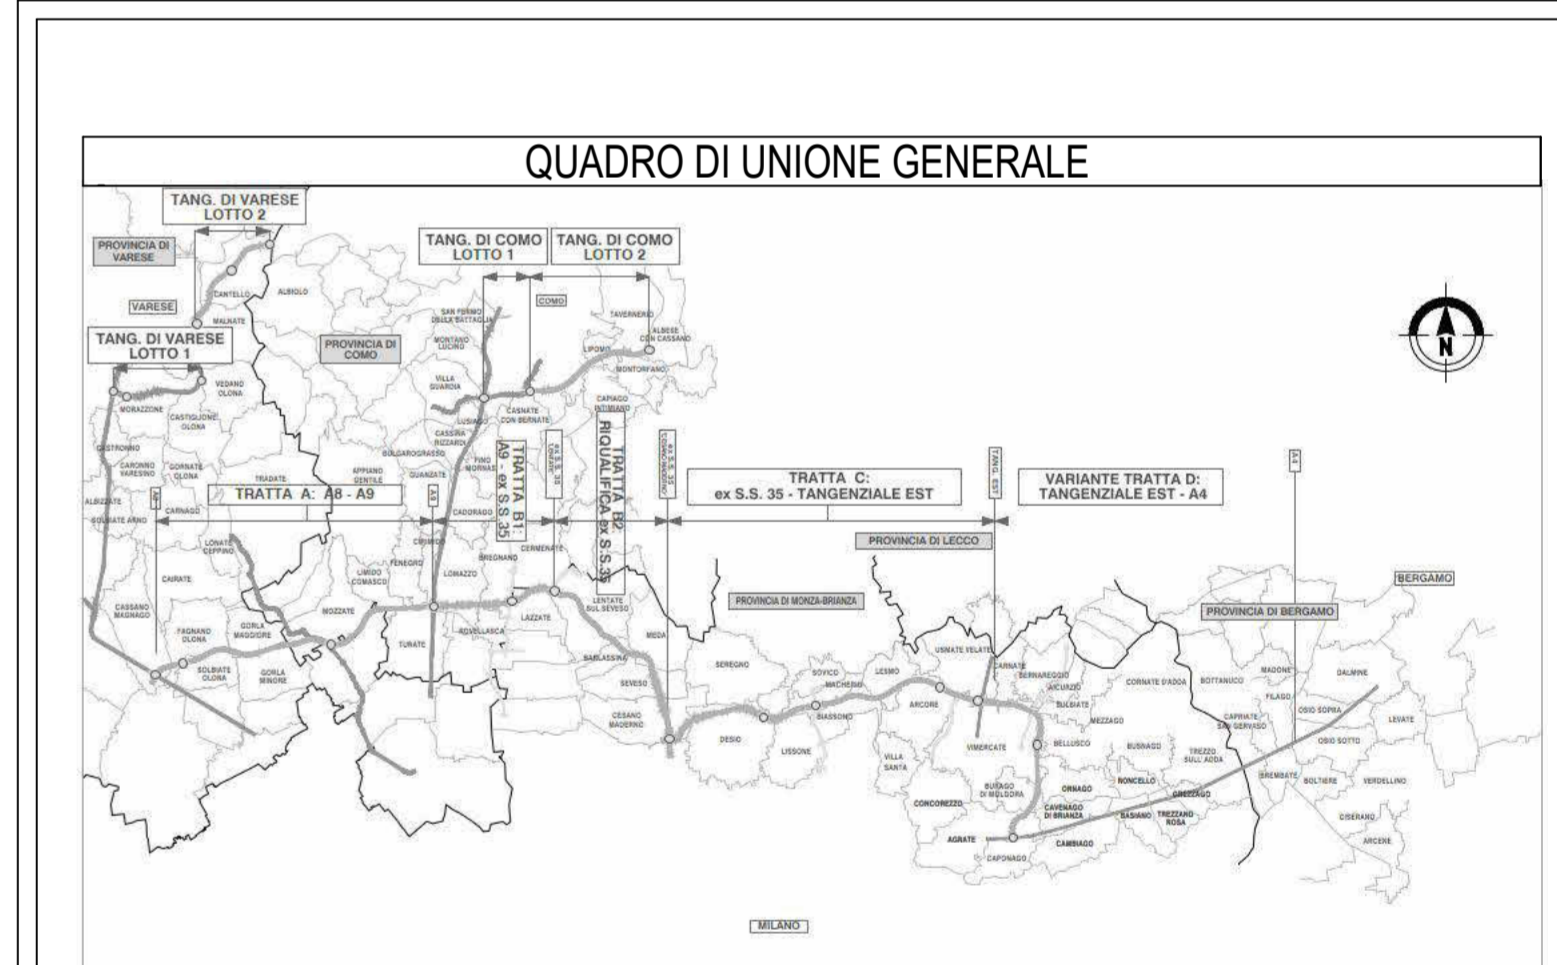 QUADRO DI UNIONE GENERALE
TANG. DI VARESE
LOTTO 2
PROVINCIA DI
VARESE
TANG. DI COMO
LOTTO 1
TANG. DI COMO
LOTTO 2
CANTELLO
ALBIOLO
VARESE
MALNATE
COMO
SAN FERMO
DELLA BATTAGLIA
TAVERNERIO
ALBESE
CON CASSANO
TANG. DI VARESE
LOTTO 1
PROVINCIA DI
COMO
MONTANO
LUCINO
LIPOMO
MONTORFANO
N
VEDANO
OLONA
VILLA
GUARDIA
MORAZZONE
CASTIGLIONE
OLONA
LUISAGO
CASNATE
CON BERNATE
CAPIAGO
INTIMIANO
CASSINA
RIZZARDI
BULGAROGRASSO
FINO
MORNASCO
CARONNO
VARESINO
GORNATE
OLONA
TRADATE
APPIANO
GENTILE
GUANZATE
TRATTA B1:
A9 - ex S.S.35
ex S.S. 35
TRATTA B2:
RIQUALIFICA ex S.S.35
ex S.S. 35
TANG. EST
A4
TRATTA A: A8 - A9
A8
A9
TRATTA C:
ex S.S. 35 - TANGENZIALE EST
VARIANTE TRATTA D:
TANGENZIALE EST - A4
ALBIZZATE
CARNAGO
SOLBIATE ARNO
CADORAGO
LONATE
CEPPINO
CIRIMIDO
FENEGRO
BREGNANO
CERMENATE
PROVINCIA DI LECCO
CAIRATE
LIMIDO
COMASCO
LOMAZZO
BERGAMO
CASSANO
MAGNAGO
MOZZATE
LENTATE
SUL SEVESO
PROVINCIA DI MONZA-BRIANZA
PROVINCIA DI BERGAMO
LAZZATE
FAGNANO
OLONA
GORLA
MAGGIORE
TURATE
ROVELLASCA
MEDA
BARLASSINA
SEREGNO
USMATE VELATE
SOLBIATE
OLONA
GORLA
MINORE
SEVESO
SOVICO
MACHERIO
LESMO
CARNATE
BERNAREGGIO
AICURZIO
CORNATE D'ADDA
BOTTANUCO
MADONE
DALMINE
FILAGO
CESANO
MADERNO
BIASSONO
ARCORE
SULBIATE
MEZZAGO
CAPRIATE
SAN GERVASO
OSIO SOPRA
LEVATE
DESIO
LISSONE
VIMERCATE
BELLUSCO
BUSNAGO
TREZZO
SULL'ADDA
OSIO SOTTO
VILLA
SANTA
BURAGO
DI MOLGORA
ORNAGO
RONCELLO
GREZZAGO
BREMBATE
BOLTIERE
VERDELLINO
CONCOREZZO
CAVENAGO
DI BRIANZA
BASIANO
TREZZANO
ROSA
CISERANO
AGRATE
CAPONAGO
CAMBIAGO
ARCENE
MILANO